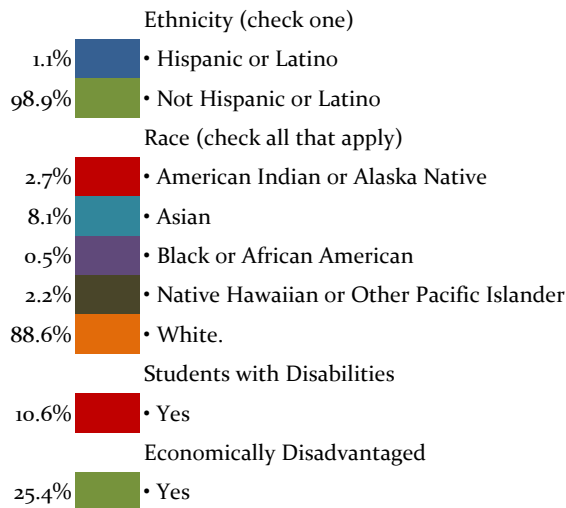 Ethnicity (check one)
1.1% • Hispanic or Latino
98.9% • Not Hispanic or Latino
Race (check all that apply)
2.7% • American Indian or Alaska Native
8.1% • Asian
0.5% • Black or African American
2.2% • Native Hawaiian or Other Pacific Islander
88.6% • White.
Students with Disabilities
10.6% • Yes
Economically Disadvantaged
25.4% • Yes